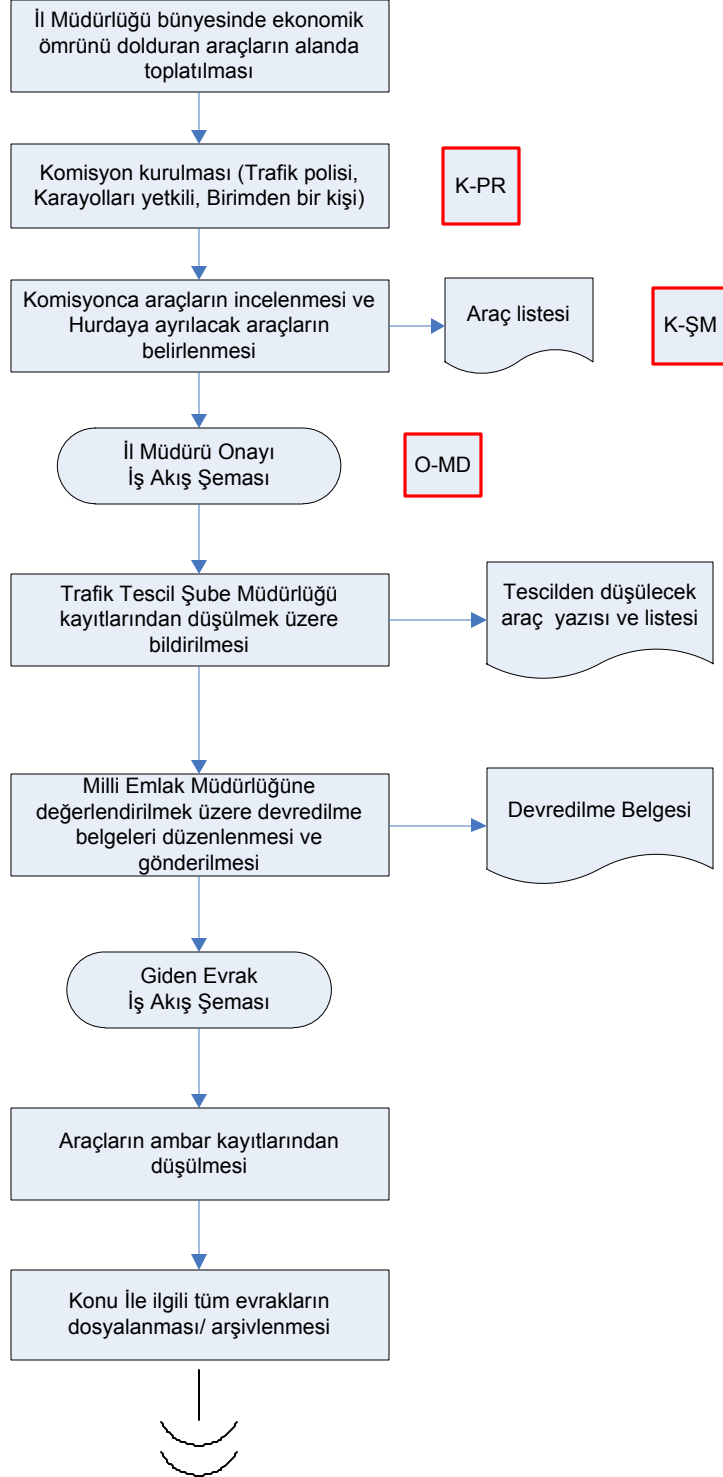 İl Müdürlüğü bünyesinde ekonomik
ömrünü dolduran araçların alanda
toplatılması
Komisyon kurulması (Trafik polisi,
Karayolları yetkili, Birimden bir kişi)
K-PR
Komisyonca araçların incelenmesi ve
Hurdaya ayrılacak araçların
belirlenmesi
Araç listesi
K-ŞM
İl Müdürü Onayı
İş Akış Şeması
O-MD
Trafik Tescil Şube Müdürlüğü
kayıtlarından düşülmek üzere
bildirilmesi
Tescilden düşülecek
araç yazısı ve listesi
Milli Emlak Müdürlüğüne
değerlendirilmek üzere devredilme
belgeleri düzenlenmesi ve
gönderilmesi
Devredilme Belgesi
Giden Evrak
İş Akış Şeması
Araçların ambar kayıtlarından
düşülmesi
Konu İle ilgili tüm evrakların
dosyalanması/ arşivlenmesi